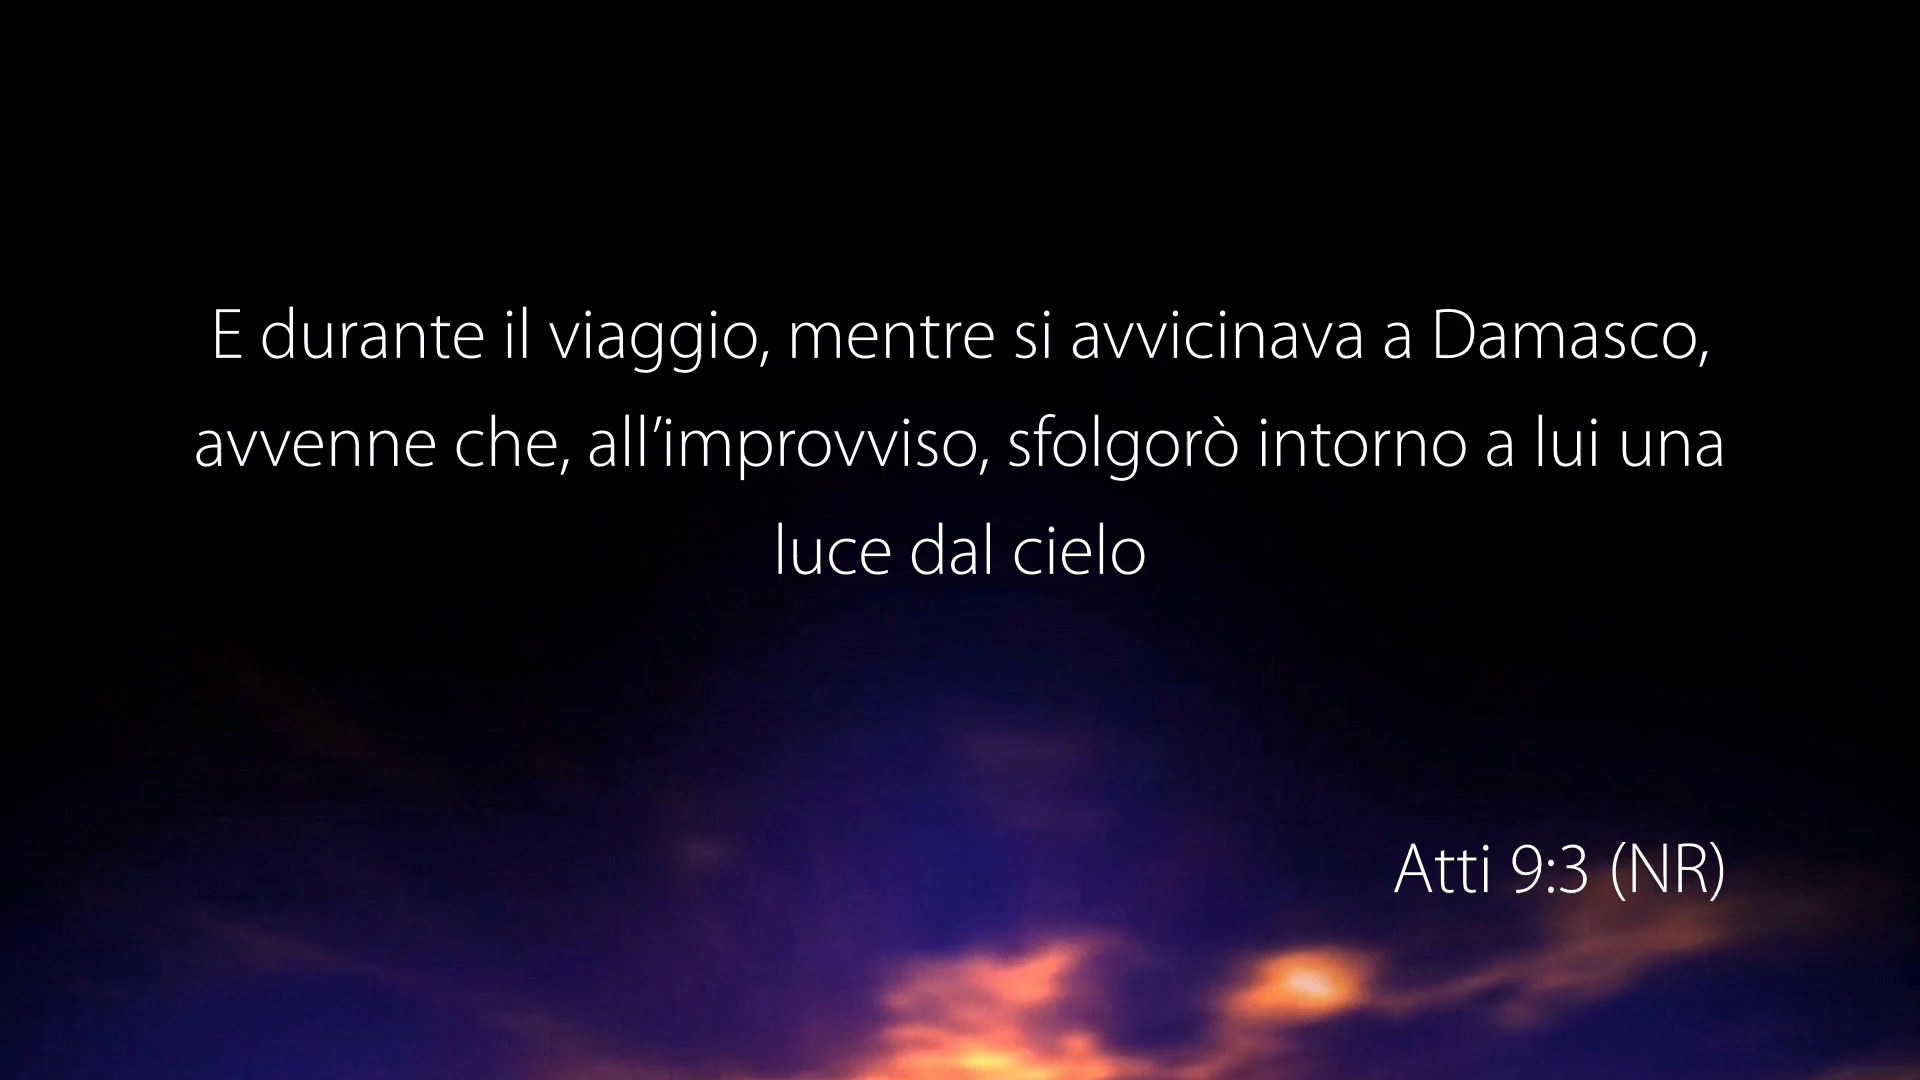 E durante il viaggio, mentre si avvicinava a Damasco,
avvenne che, all’improvviso, sfolgorò intorno a lui una
luce dal cielo
Atti 9:3 (NR)